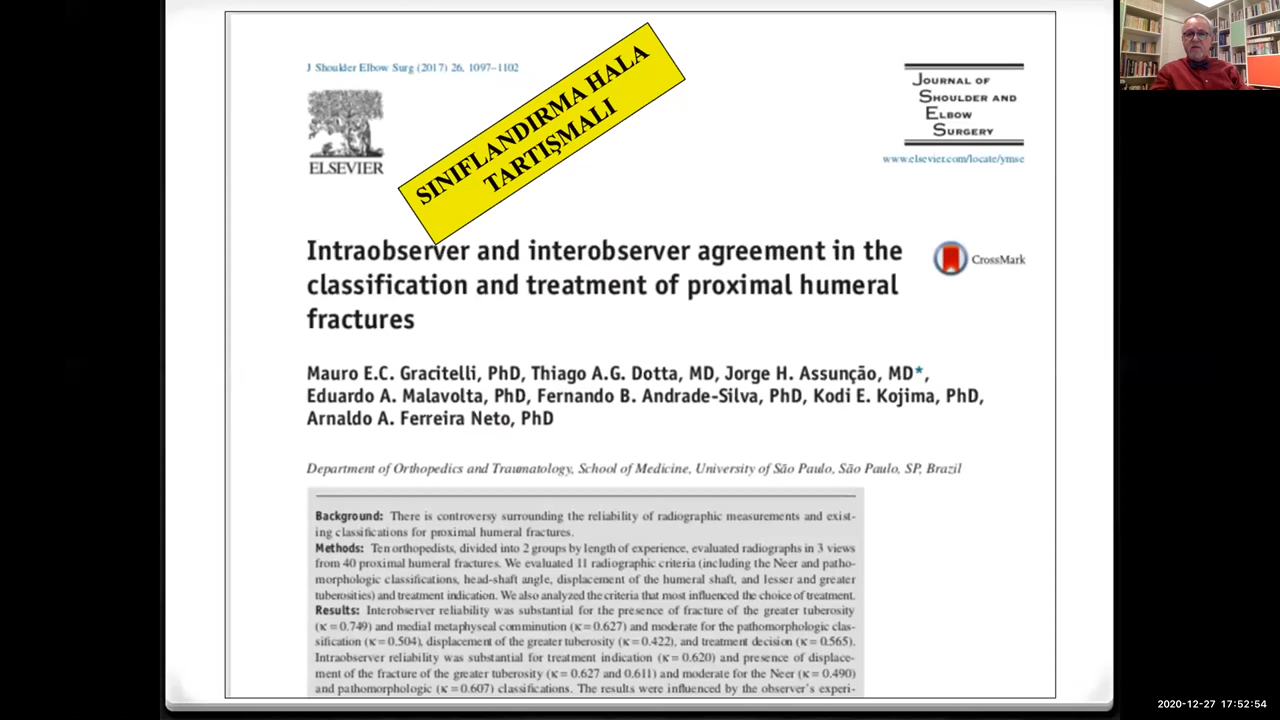 J Shoulder Elbow Surg (2017) 26, 1097–1102
SINIFLANDIRMA HALA
TARTIŞMALI
ELSEVIER
JOURNAL OF
SHOULDER AND
ELBOW
SURGERY
www.elsevier.com/locate/ymse
Intraobserver and interobserver agreement in the
classification and treatment of proximal humeral
fractures
CrossMark
Mauro E.C. Gracitelli, PhD, Thiago A.G. Dotta, MD, Jorge H. Assunção, MD*,
Eduardo A. Malavolta, PhD, Fernando B. Andrade-Silva, PhD, Kodi E. Kojima, PhD,
Arnaldo A. Ferreira Neto, PhD
Department of Orthopedics and Traumatology, School of Medicine, University of São Paulo, São Paulo, SP, Brazil
Background: There is controversy surrounding the reliability of radiographic measurements and exist-
ing classifications for proximal humeral fractures.
Methods: Ten orthopedists, divided into 2 groups by length of experience, evaluated radiographs in 3 views
from 40 proximal humeral fractures. We evaluated 11 radiographic criteria (including the Neer and patho-
morphologic classifications, head-shaft angle, displacement of the humeral shaft, and lesser and greater
tuberosities) and treatment indication. We also analyzed the criteria that most influenced the choice of treatment.
Results: Interobserver reliability was substantial for the presence of fracture of the greater tuberosity
(κ = 0.749) and medial metaphyseal comminution (κ = 0.627) and moderate for the pathomorphologic clas-
sification (κ = 0.504), displacement of the greater tuberosity (κ = 0.422), and treatment decision (κ = 0.565).
Intraobserver reliability was substantial for treatment indication (κ = 0.620) and presence of displace-
ment of the fracture of the greater tuberosity (κ = 0.627 and 0.611) and moderate for the Neer (κ = 0.490)
and pathomorphologic (κ = 0.607) classifications. The results were influenced by the observer's experi-
2020-12-27 17:52:54